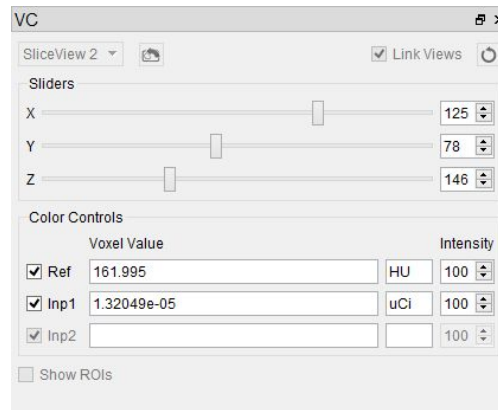 VC
SliceView 2
Link Views
Sliders
X 125
Y 78
Z 146
Color Controls
Voxel Value Intensity
Ref 161.995 HU 100
Inp1 1.32049e-05 uCi 100
Inp2 100
Show ROIs